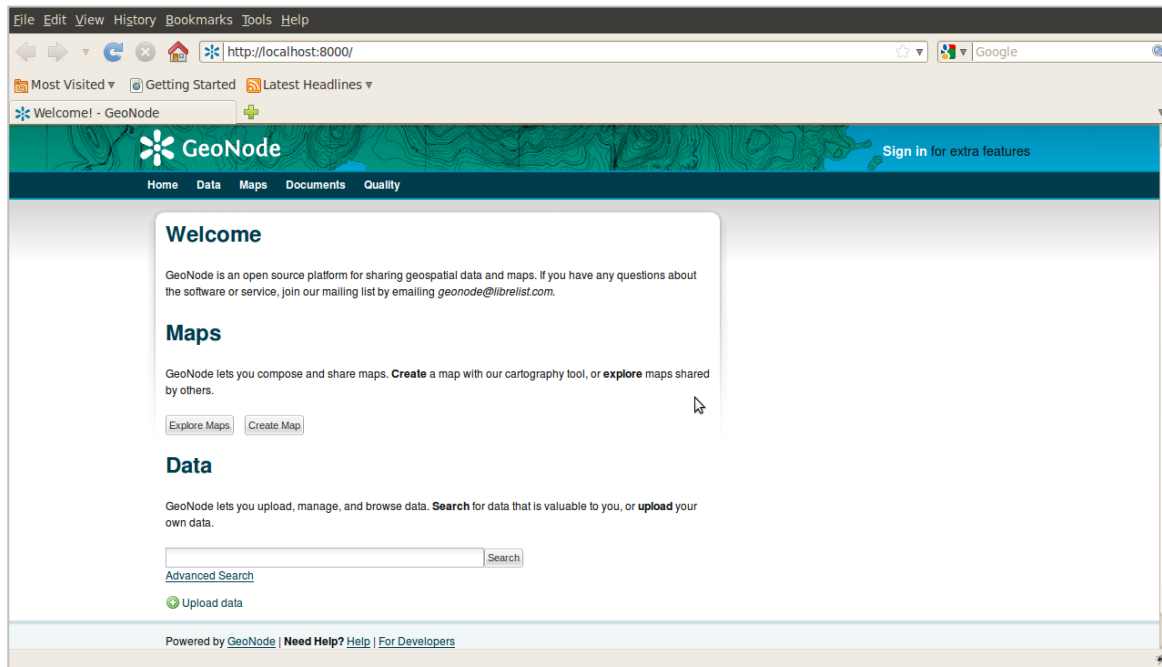 File Edit View History Bookmarks Tools Help
http://localhost:8000/
Google
Most Visited Getting Started Latest Headlines
Welcome! - GeoNode
GeoNode
Sign in for extra features
Home Data Maps Documents Quality
Welcome
GeoNode is an open source platform for sharing geospatial data and maps. If you have any questions about
the software or service, join our mailing list by emailing geonode@librelist.com.
Maps
GeoNode lets you compose and share maps. Create a map with our cartography tool, or explore maps shared
by others.
Explore Maps Create Map
Data
GeoNode lets you upload, manage, and browse data. Search for data that is valuable to you, or upload your
own data.
Search
Advanced Search
Upload data
Powered by GeoNode | Need Help? Help | For Developers